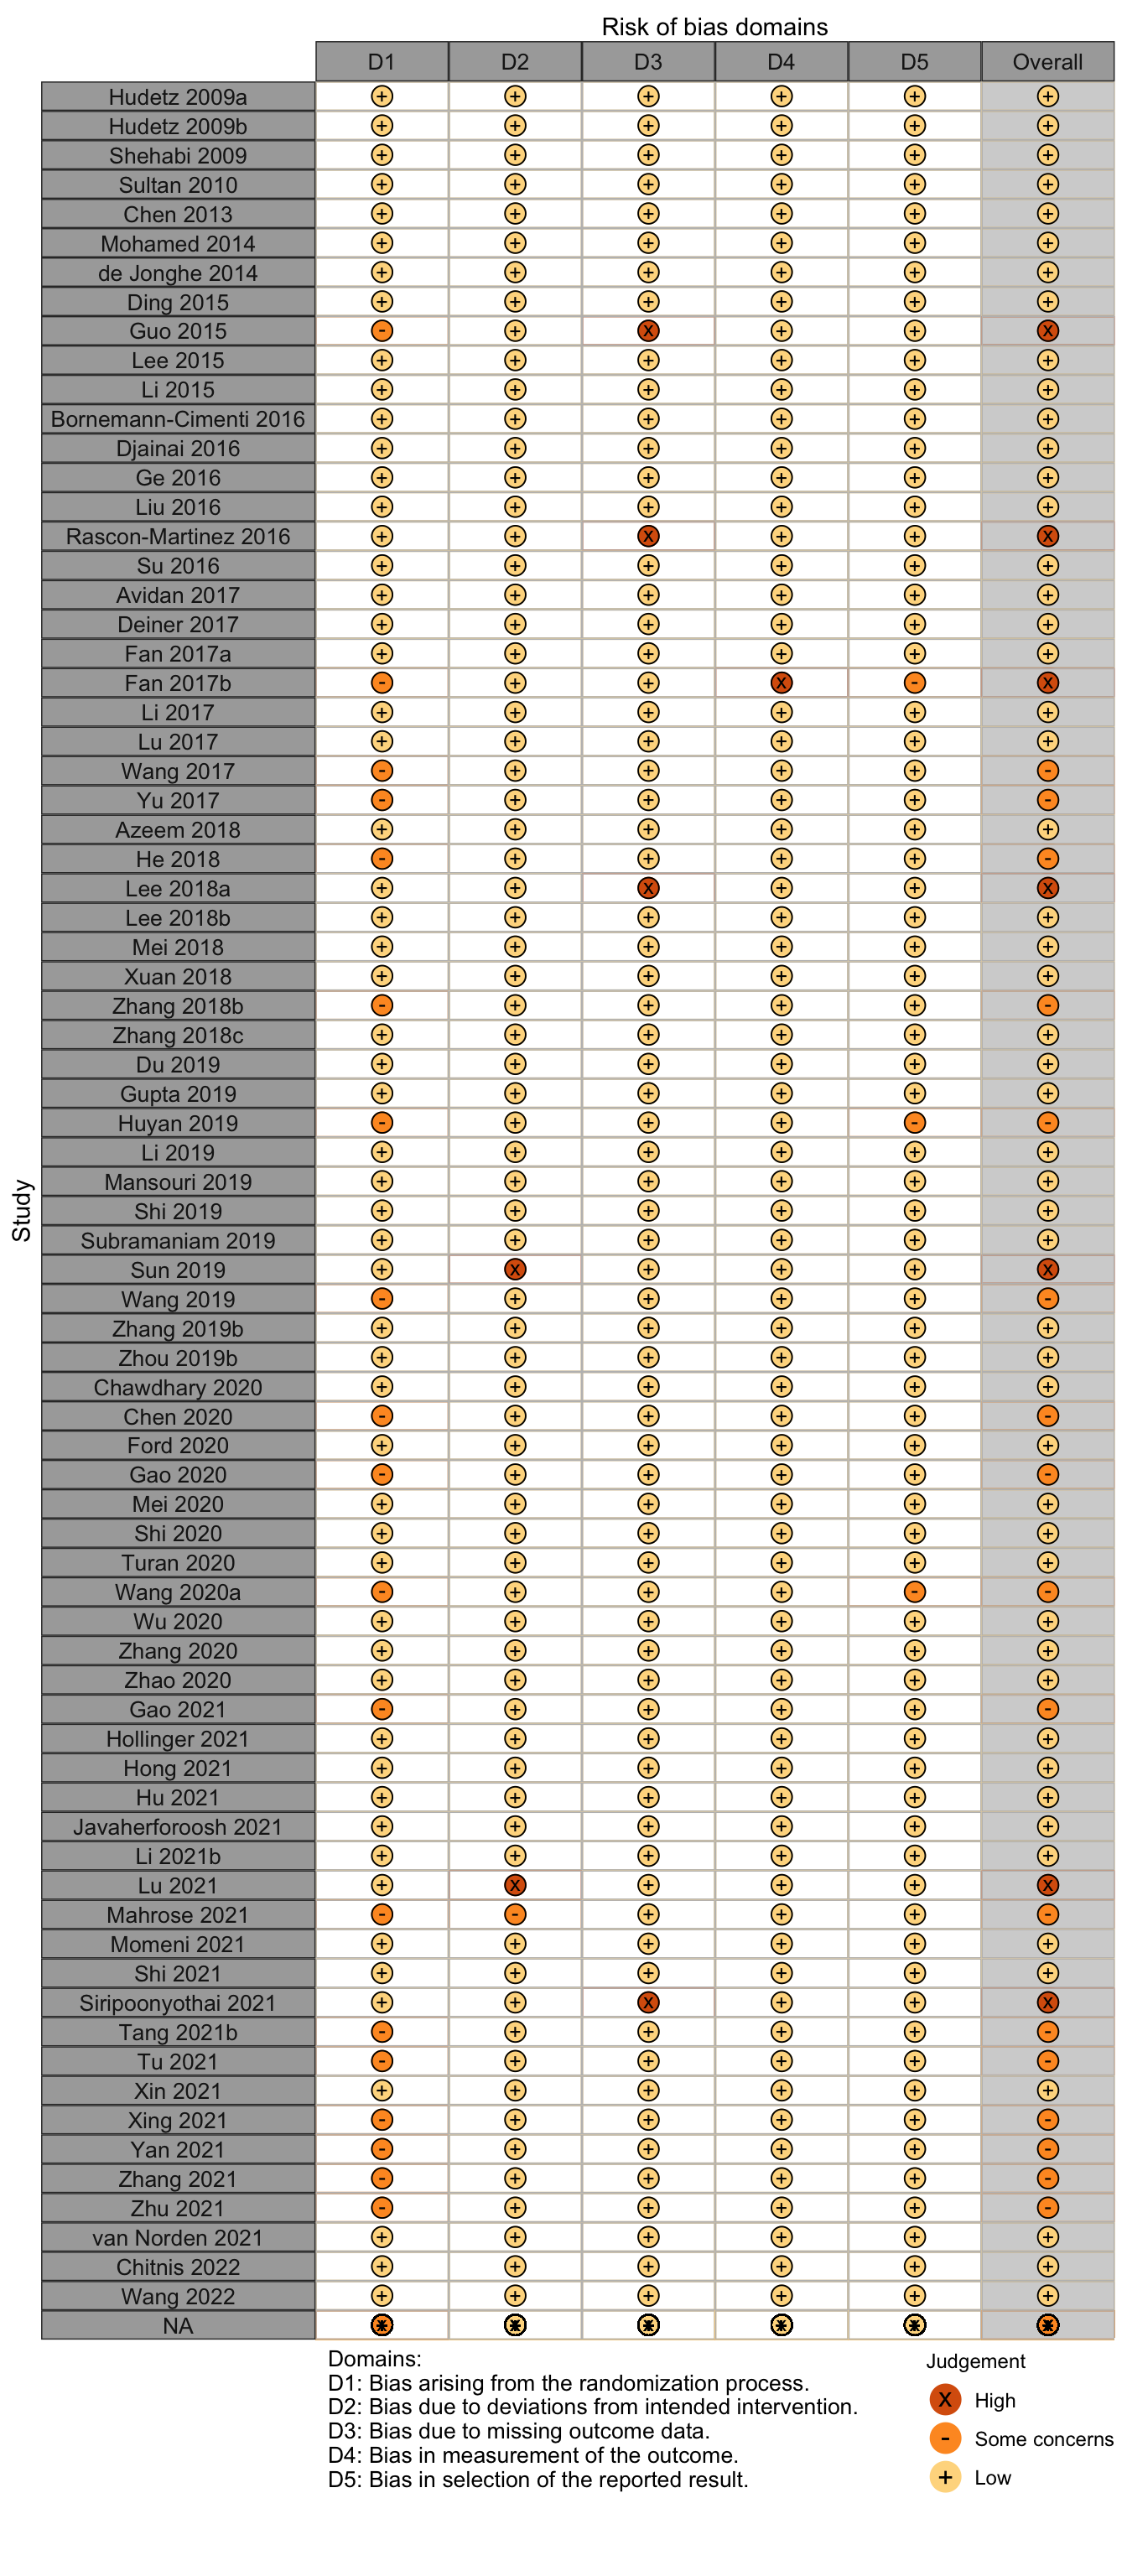 Risk of bias domains
D1 D2 D3 D4 D5 Overall
Hudetz 2009a + + + + + +
Hudetz 2009b + + + + + +
Shehabi 2009 + + + + + +
Sultan 2010 + + + + + +
Chen 2013 + + + + + +
Mohamed 2014 + + + + + +
de Jonghe 2014 + + + + + +
Ding 2015 + + + + + +
Guo 2015 - + X + + X
Lee 2015 + + + + + +
Li 2015 + + + + + +
Bornemann-Cimenti 2016 + + + + + +
Djainai 2016 + + + + + +
Ge 2016 + + + + + +
Liu 2016 + + + + + +
Rascon-Martinez 2016 + + X + + X
Su 2016 + + + + + +
Avidan 2017 + + + + + +
Deiner 2017 + + + + + +
Fan 2017a + + + + + +
Fan 2017b - + + X - X
Li 2017 + + + + + +
Lu 2017 + + + + + +
Wang 2017 - + + + + -
Yu 2017 - + + + + -
Azeem 2018 + + + + + +
He 2018 - + + + + -
Lee 2018a + + X + + X
Lee 2018b + + + + + +
Mei 2018 + + + + + +
Xuan 2018 + + + + + +
Zhang 2018b - + + + + -
Zhang 2018c + + + + + +
Du 2019 + + + + + +
Gupta 2019 + + + + + +
Huyan 2019 - + + + - -
Li 2019 + + + + + +
Mansouri 2019 + + + + + +
Shi 2019 + + + + + +
Subramaniam 2019 + + + + + +
Sun 2019 + X + + + X
Wang 2019 - + + + + -
Zhang 2019b + + + + + +
Zhou 2019b + + + + + +
Chawdhary 2020 + + + + + +
Chen 2020 - + + + + -
Ford 2020 + + + + + +
Gao 2020 - + + + + -
Mei 2020 + + + + + +
Shi 2020 + + + + + +
Turan 2020 + + + + + +
Wang 2020a - + + + - -
Wu 2020 + + + + + +
Zhang 2020 + + + + + +
Zhao 2020 + + + + + +
Gao 2021 - + + + + -
Hollinger 2021 + + + + + +
Hong 2021 + + + + + +
Hu 2021 + + + + + +
Javaherforoosh 2021 + + + + + +
Li 2021b + + + + + +
Lu 2021 + X + + + X
Mahrose 2021 - - + + + -
Momeni 2021 + + + + + +
Shi 2021 + + + + + +
Siripoonyothai 2021 + + X + + X
Tang 2021b - + + + + -
Tu 2021 - + + + + -
Xin 2021 + + + + + +
Xing 2021 - + + + + -
Yan 2021 - + + + + -
Zhang 2021 - + + + + -
Zhu 2021 - + + + + -
van Norden 2021 + + + + + +
Chitnis 2022 + + + + + +
Wang 2022 + + + + + +
NA
Study
Domains:
D1: Bias arising from the randomization process.
D2: Bias due to deviations from intended intervention.
D3: Bias due to missing outcome data.
D4: Bias in measurement of the outcome.
D5: Bias in selection of the reported result.
Judgement
X High
- Some concerns
+ Low